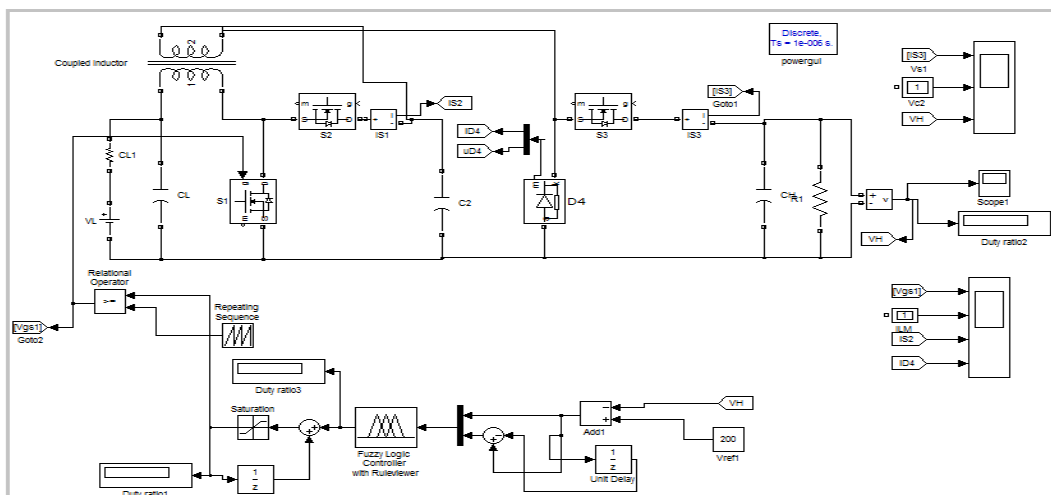 Discrete,
Ts = 1e-006 s.
powergui
Coupled inductor
2
1
[IS3]
Vs1
1
Vc2
VH
m
g
S
D
S2
+
i
-
IS1
IS2
[IS3]
Goto1
m
g
S
D
S3
+
i
-
IS3
ID4
uD4
CL1
CL
VL
+
S1
g
D
m
S
C2
m
k
a
D4
CH
R1
+
-
v
Scope1
VH
Duty ratio2
Relational
Operator
>=
Repeating
Sequence
[Vgs1]
Goto2
[Vgs1]
1
ILM
IS2
ID4
Duty ratio3
Saturation
+
+
Fuzzy Logic
Controller
with Ruleviewer
+
-
-
+
Add1
VH
200
Vref1
1
z
Unit Delay
1
z
Duty ratio1